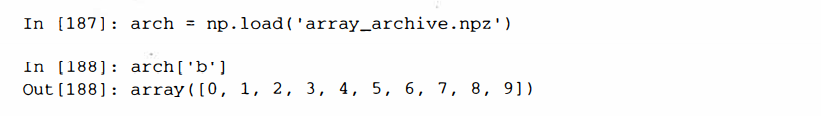 In [187]: arch = np.load('array_archive.npz')
In [188]: arch['b']
Out[188]: array([0, 1, 2, 3, 4, 5, 6, 7, 8, 9])